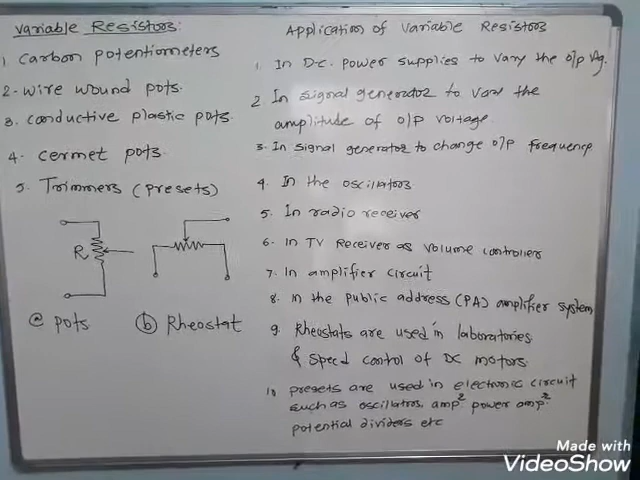 Variable Resistors:
1 Carbon potentiometers
2- wire wound pots.
3. conductive plastic pots.
4. cermet pots.
5. Trimmers (presets)
R
ⓐ pots
ⓑ Rheostat
Application of variable Resistors
1. In D.C. power supplies to vary the o/p Vg.
2 In signal generator to vary the
amplitude of o/p voltage
3. In signal generator to change o/p frequency
4. In the oscillators
5. In radio receiver
6. In TV Receiver as volume controllers
7. In amplifier circuit
8. In the public address (PA) amplifier system
9. Rheostats are used in laboratories
& speed control of DC motors.
10 presets are used in electronic circuit
such as oscillators, amp² power amp².
potential dividers etc
Made with
VideoShow